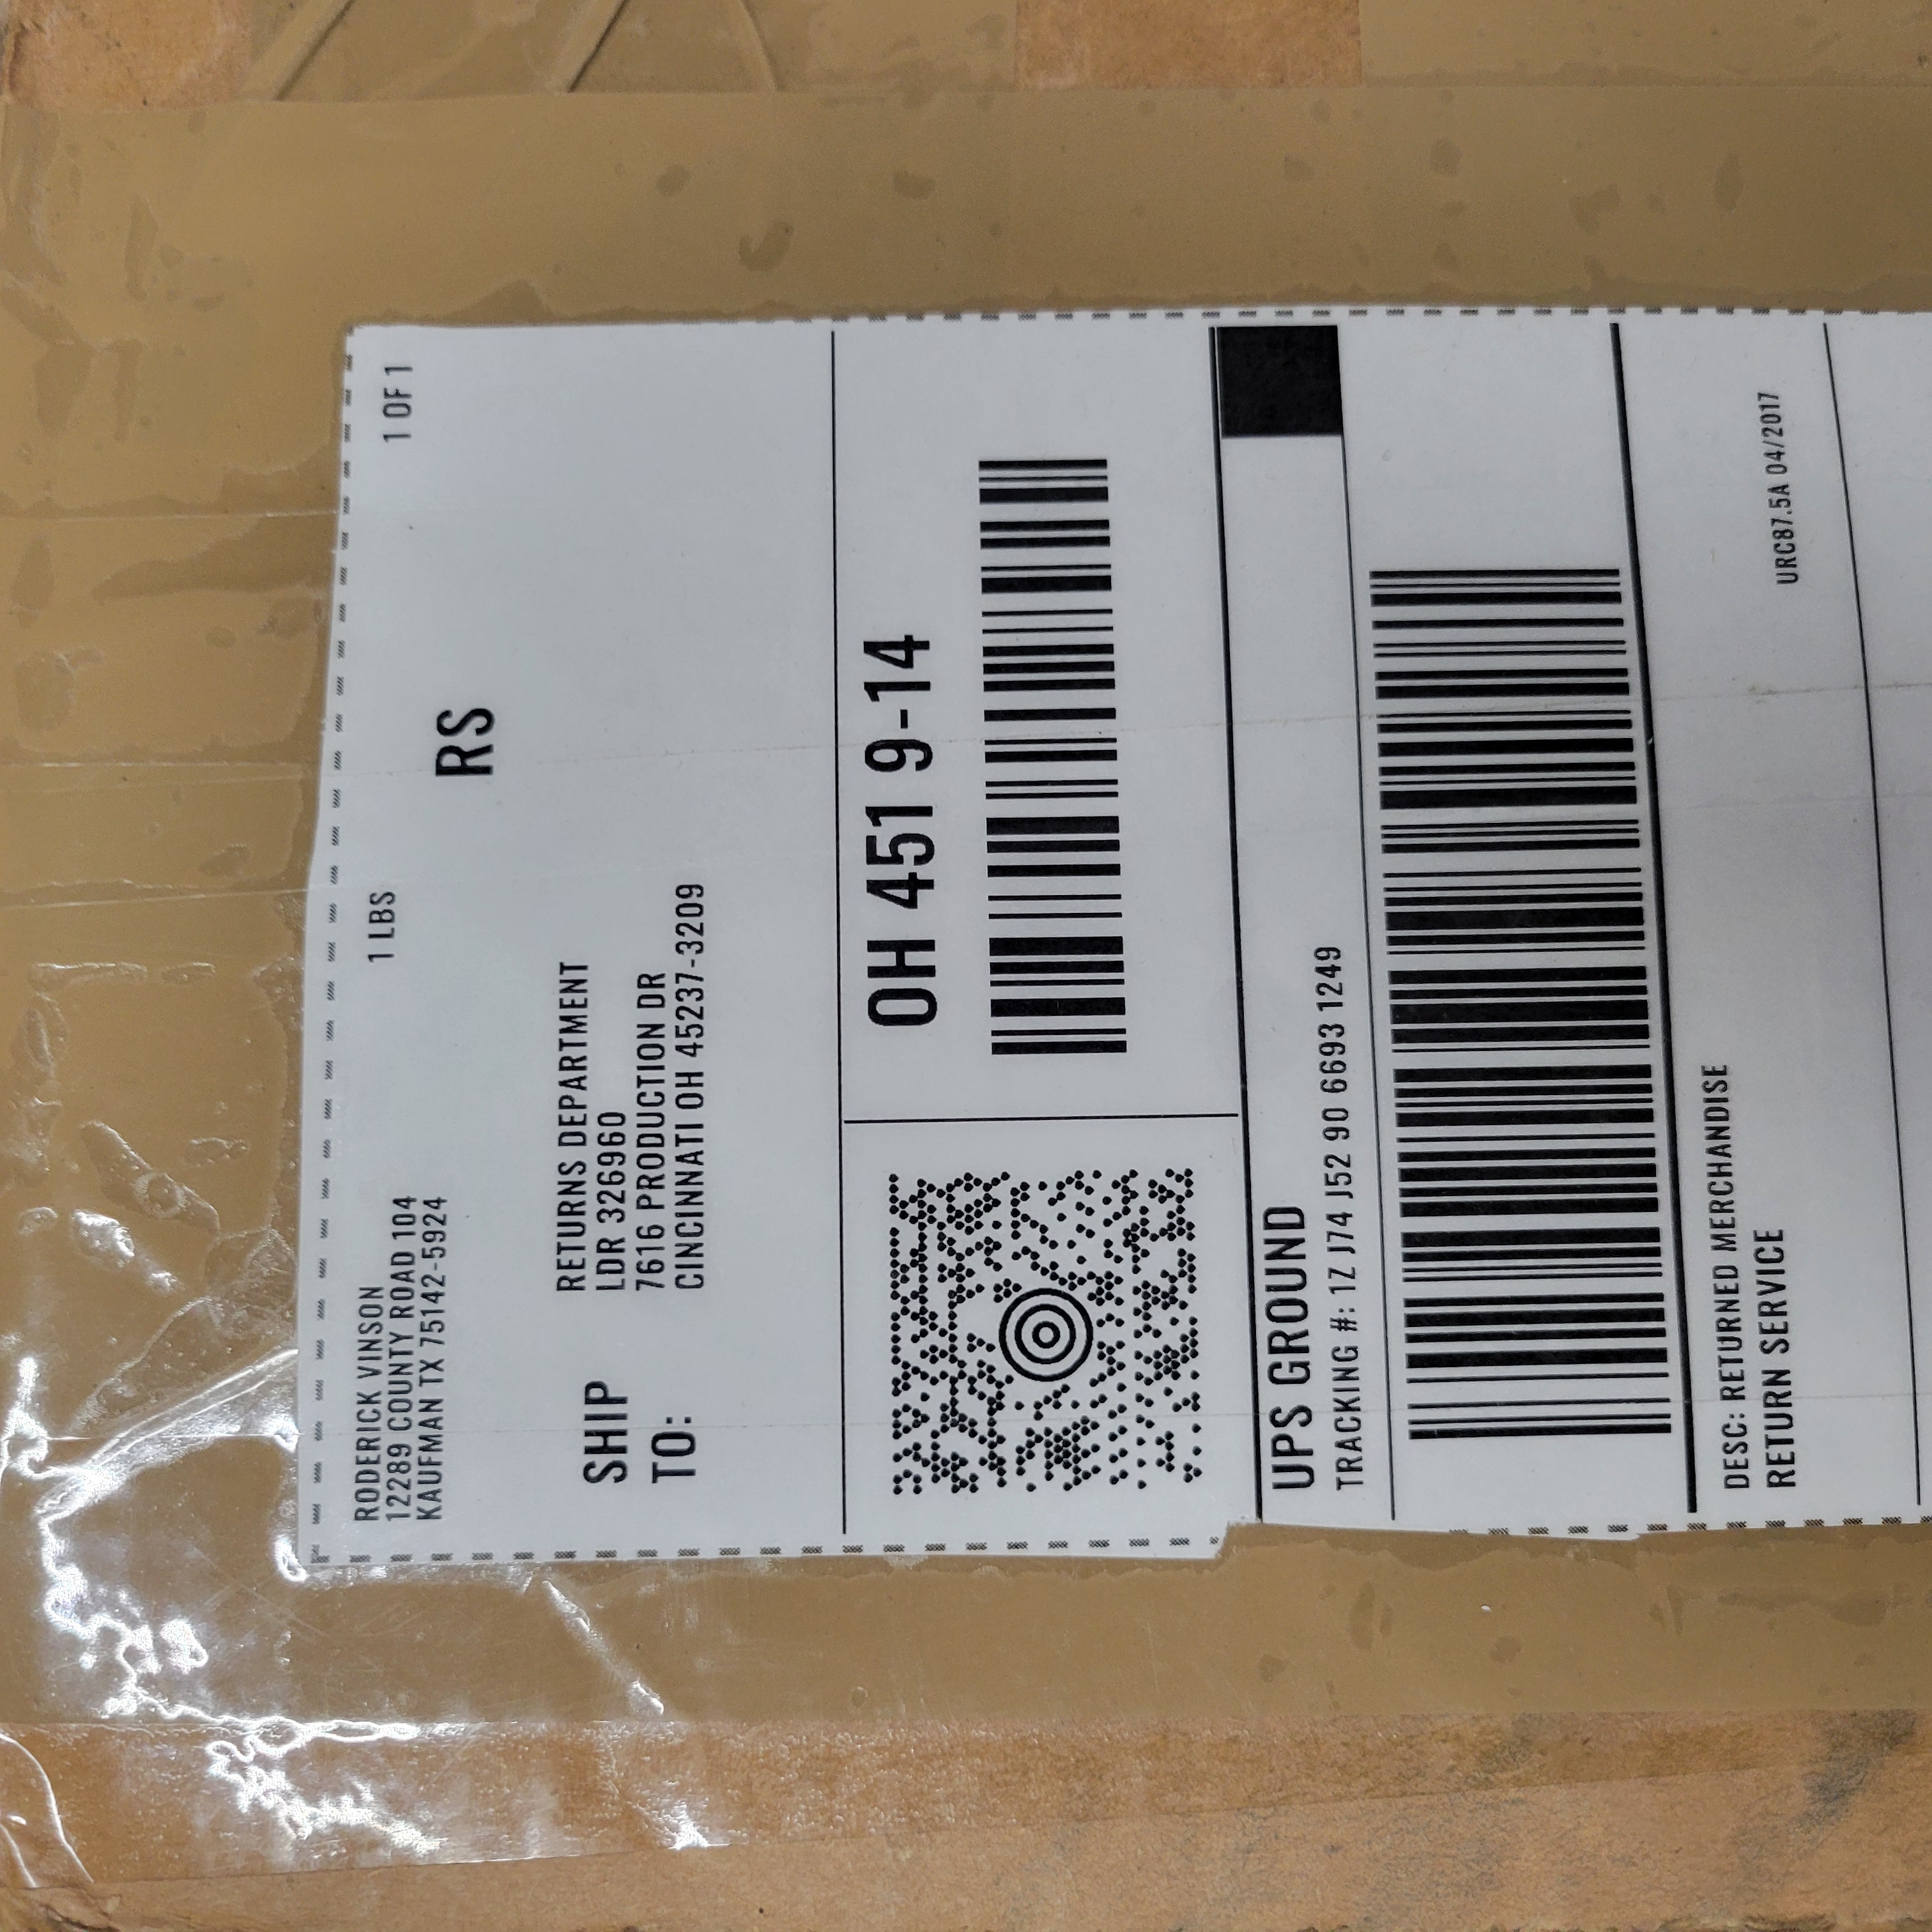 RODERICK VINSON
12289 COUNTY ROAD 104
KAUFMAN TX 75142-5924
1 LBS
1 OF 1
RS
SHIP
TO:
RETURNS DEPARTMENT
LDR 326960
7616 PRODUCTION DR
CINCINNATI OH 45237-3209
OH 451 9-14
UPS GROUND
TRACKING #: 1Z J74 J52 90 6693 1249
DESC: RETURNED MERCHANDISE
RETURN SERVICE
URC87.5A 04/2017